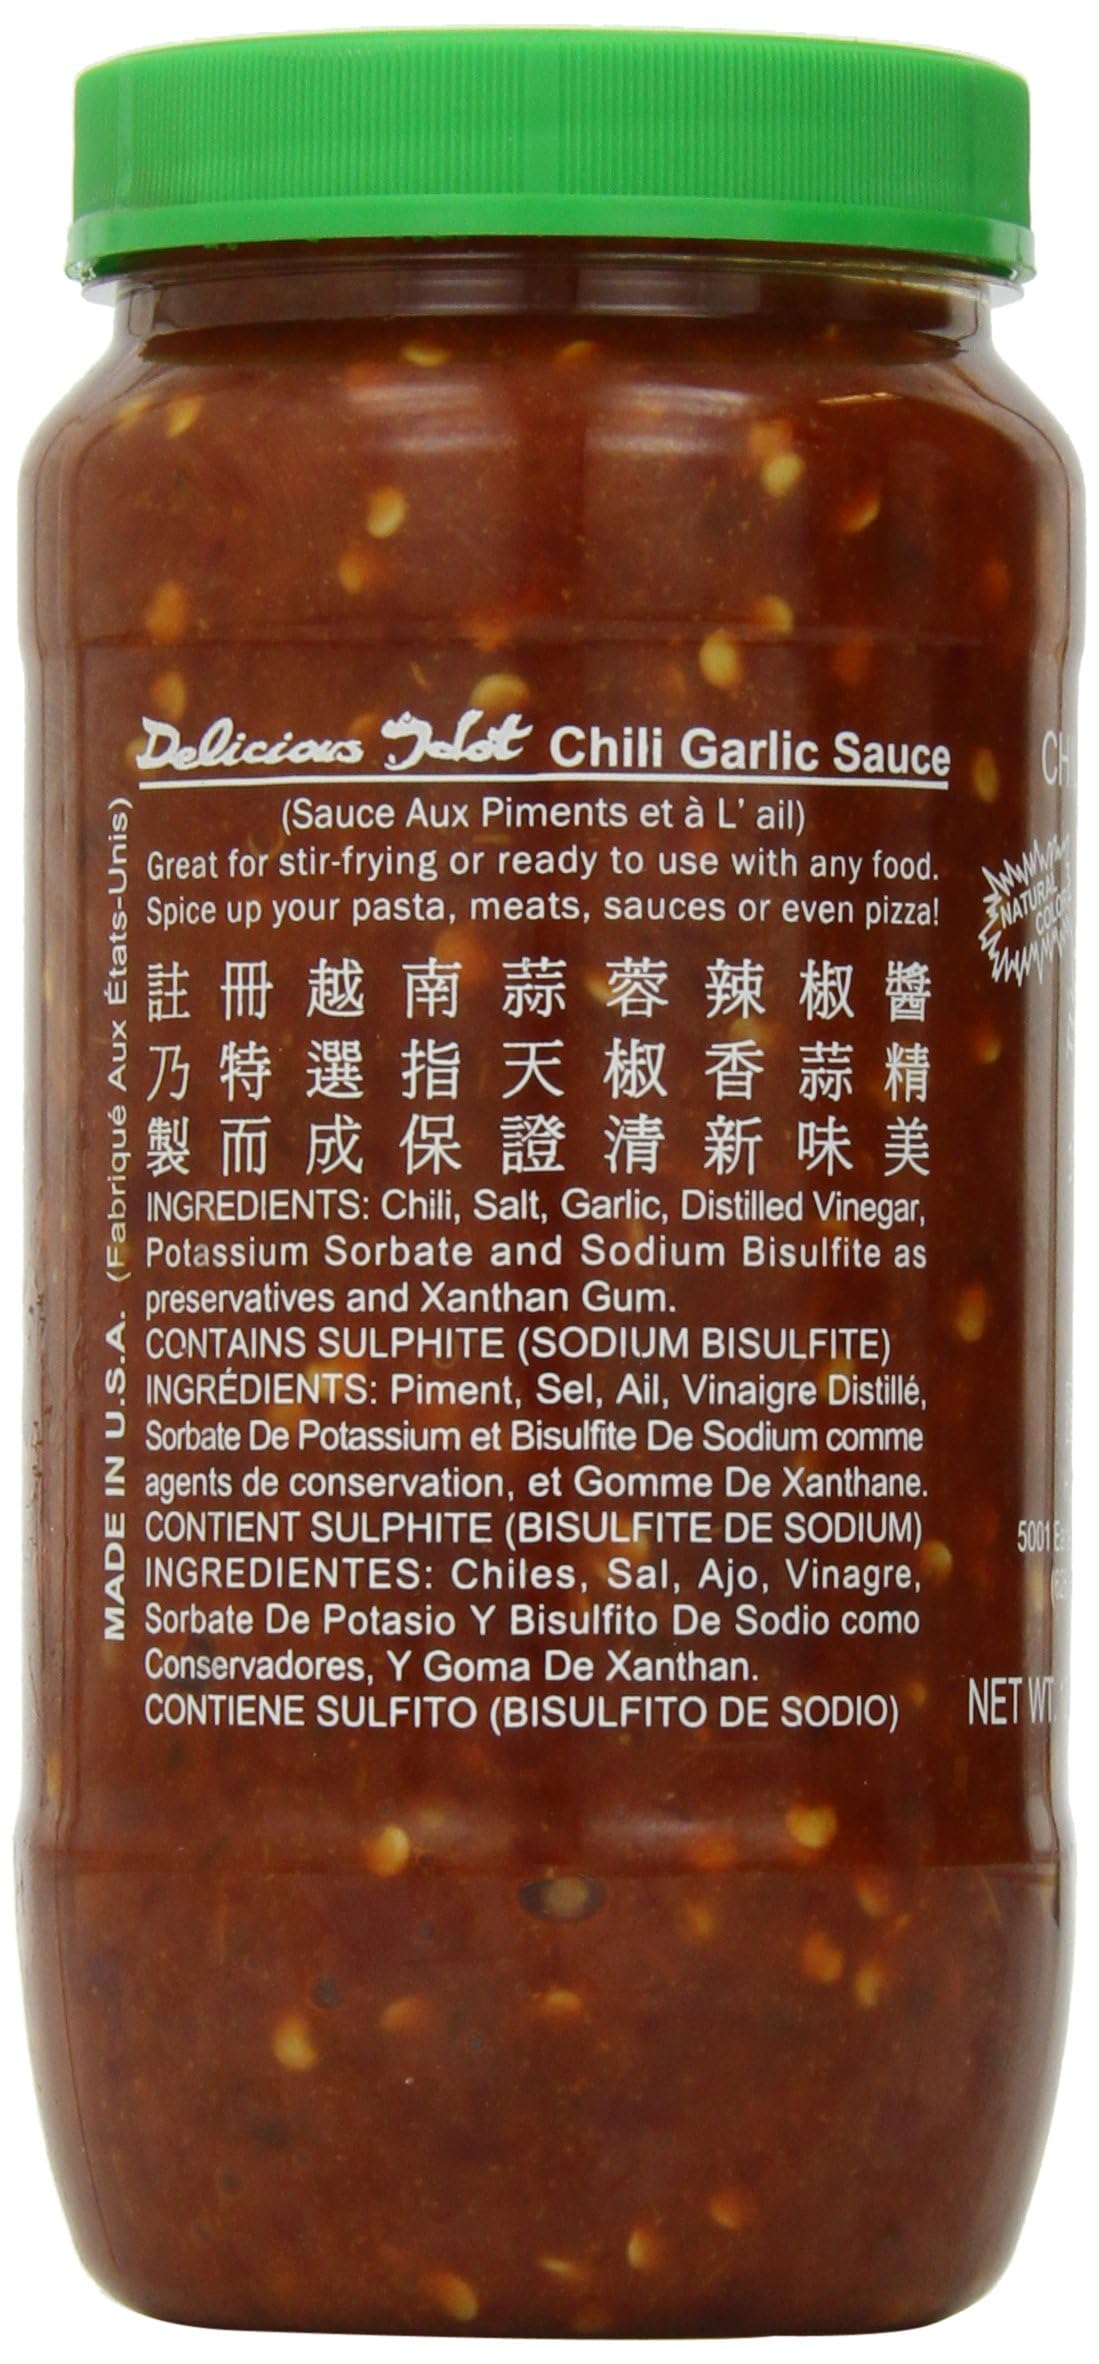 Delicious Hot Chili Garlic Sauce
(Sauce Aux Piments et à L' ail)
Great for stir-frying or ready to use with any food.
Spice up your pasta, meats, sauces or even pizza!
註冊越南蒜蓉辣椒醬
乃特選指天椒香蒜精
製而成保證清新味美
INGREDIENTS: Chili, Salt, Garlic, Distilled Vinegar,
Potassium Sorbate and Sodium Bisulfite as
preservatives and Xanthan Gum.
CONTAINS SULPHITE (SODIUM BISULFITE)
INGRÉDIENTS: Piment, Sel, Ail, Vinaigre Distillé,
Sorbate De Potassium et Bisulfite De Sodium comme
agents de conservation, et Gomme De Xanthane.
CONTIENT SULPHITE (BISULFITE DE SODIUM)
INGREDIENTES: Chiles, Sal, Ajo, Vinagre,
Sorbate De Potasio Y Bisulfito De Sodio como
Conservadores, Y Goma De Xanthan.
CONTIENE SULFITO (BISULFITO DE SODIO)
MADE IN U.S.A. (Fabriqué Aux États-Unis)
CH
NATURAL
COLOR
5001
NET WT.